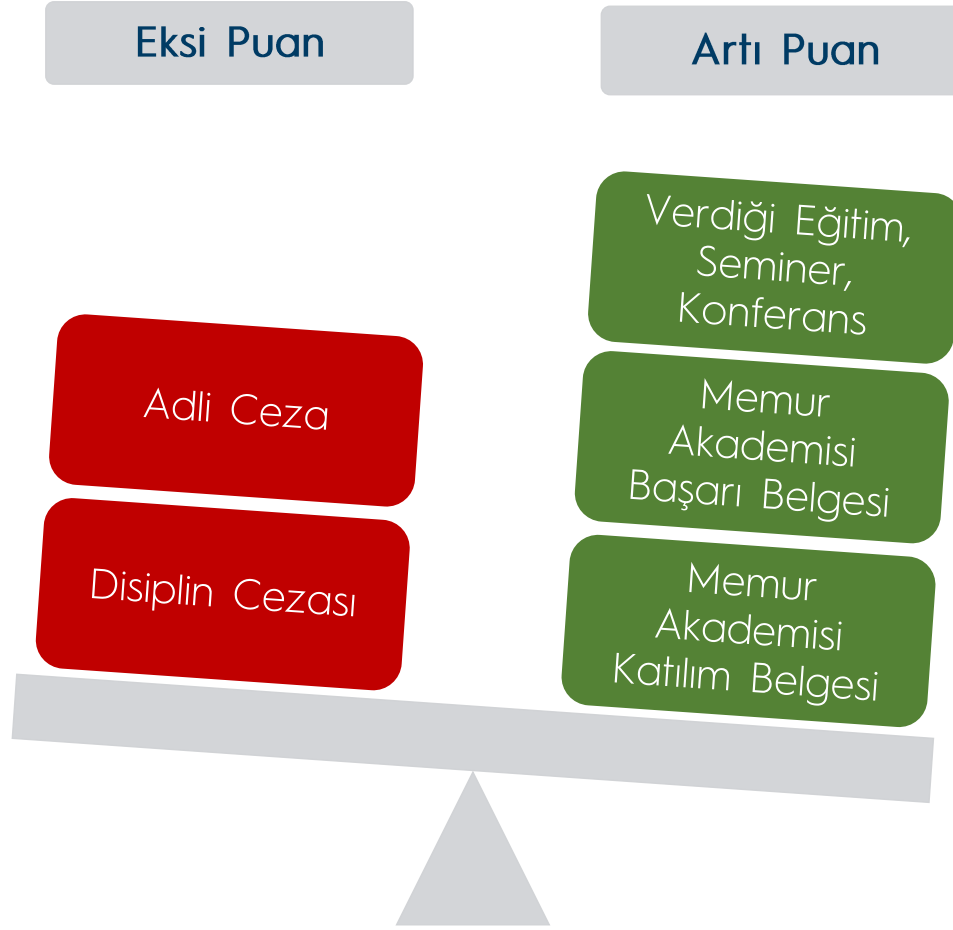 Eksi Puan
Artı Puan
Adli Ceza
Disiplin Cezası
Verdiği Eğitim,
Seminer,
Konferans
Memur
Akademisi
Başarı Belgesi
Memur
Akademisi
Katılım Belgesi